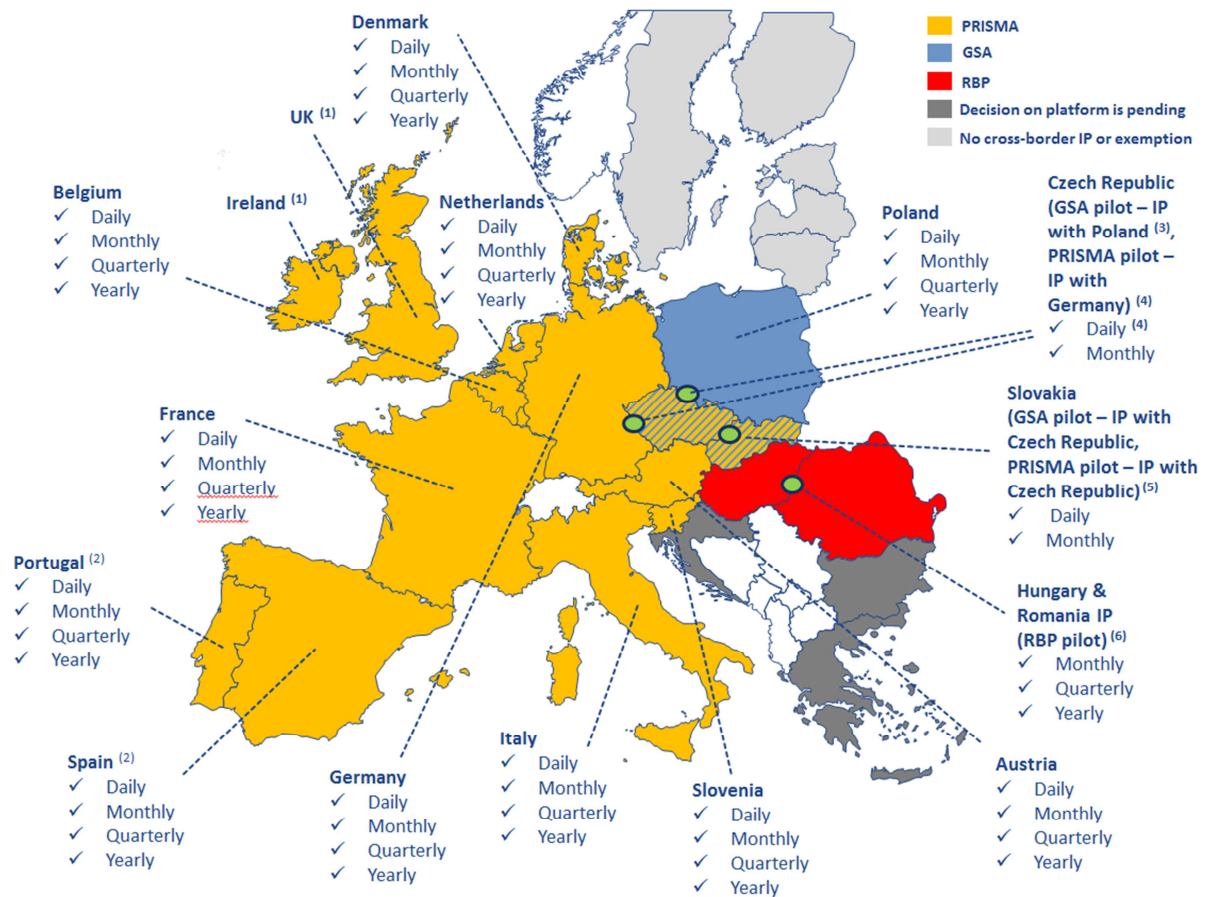 Denmark
✓ Daily
✓ Monthly
✓ Quarterly
✓ Yearly
PRISMA
GSA
RBP
Decision on platform is pending
No cross-border IP or exemption
UK (1)
Ireland (1)
Belgium
✓ Daily
✓ Monthly
✓ Quarterly
✓ Yearly
Netherlands
✓ Daily
✓ Monthly
✓ Quarterly
✓ Yearly
Poland
✓ Daily
✓ Monthly
✓ Quarterly
✓ Yearly
Czech Republic
(GSA pilot – IP
with Poland (3),
PRISMA pilot –
IP with
Germany) (4)
✓ Daily (4)
✓ Monthly
France
✓ Daily
✓ Monthly
✓ Quarterly
✓ Yearly
Slovakia
(GSA pilot – IP with
Czech Republic,
PRISMA pilot – IP with
Czech Republic) (5)
✓ Daily
✓ Monthly
Portugal (2)
✓ Daily
✓ Monthly
✓ Quarterly
✓ Yearly
Hungary &
Romania IP
(RBP pilot) (6)
✓ Monthly
✓ Quarterly
✓ Yearly
Spain (2)
✓ Daily
✓ Monthly
✓ Quarterly
✓ Yearly
Germany
✓ Daily
✓ Monthly
✓ Quarterly
✓ Yearly
Italy
✓ Daily
✓ Monthly
✓ Quarterly
✓ Yearly
Slovenia
✓ Daily
✓ Monthly
✓ Quarterly
✓ Yearly
Austria
✓ Daily
✓ Monthly
✓ Quarterly
✓ Yearly